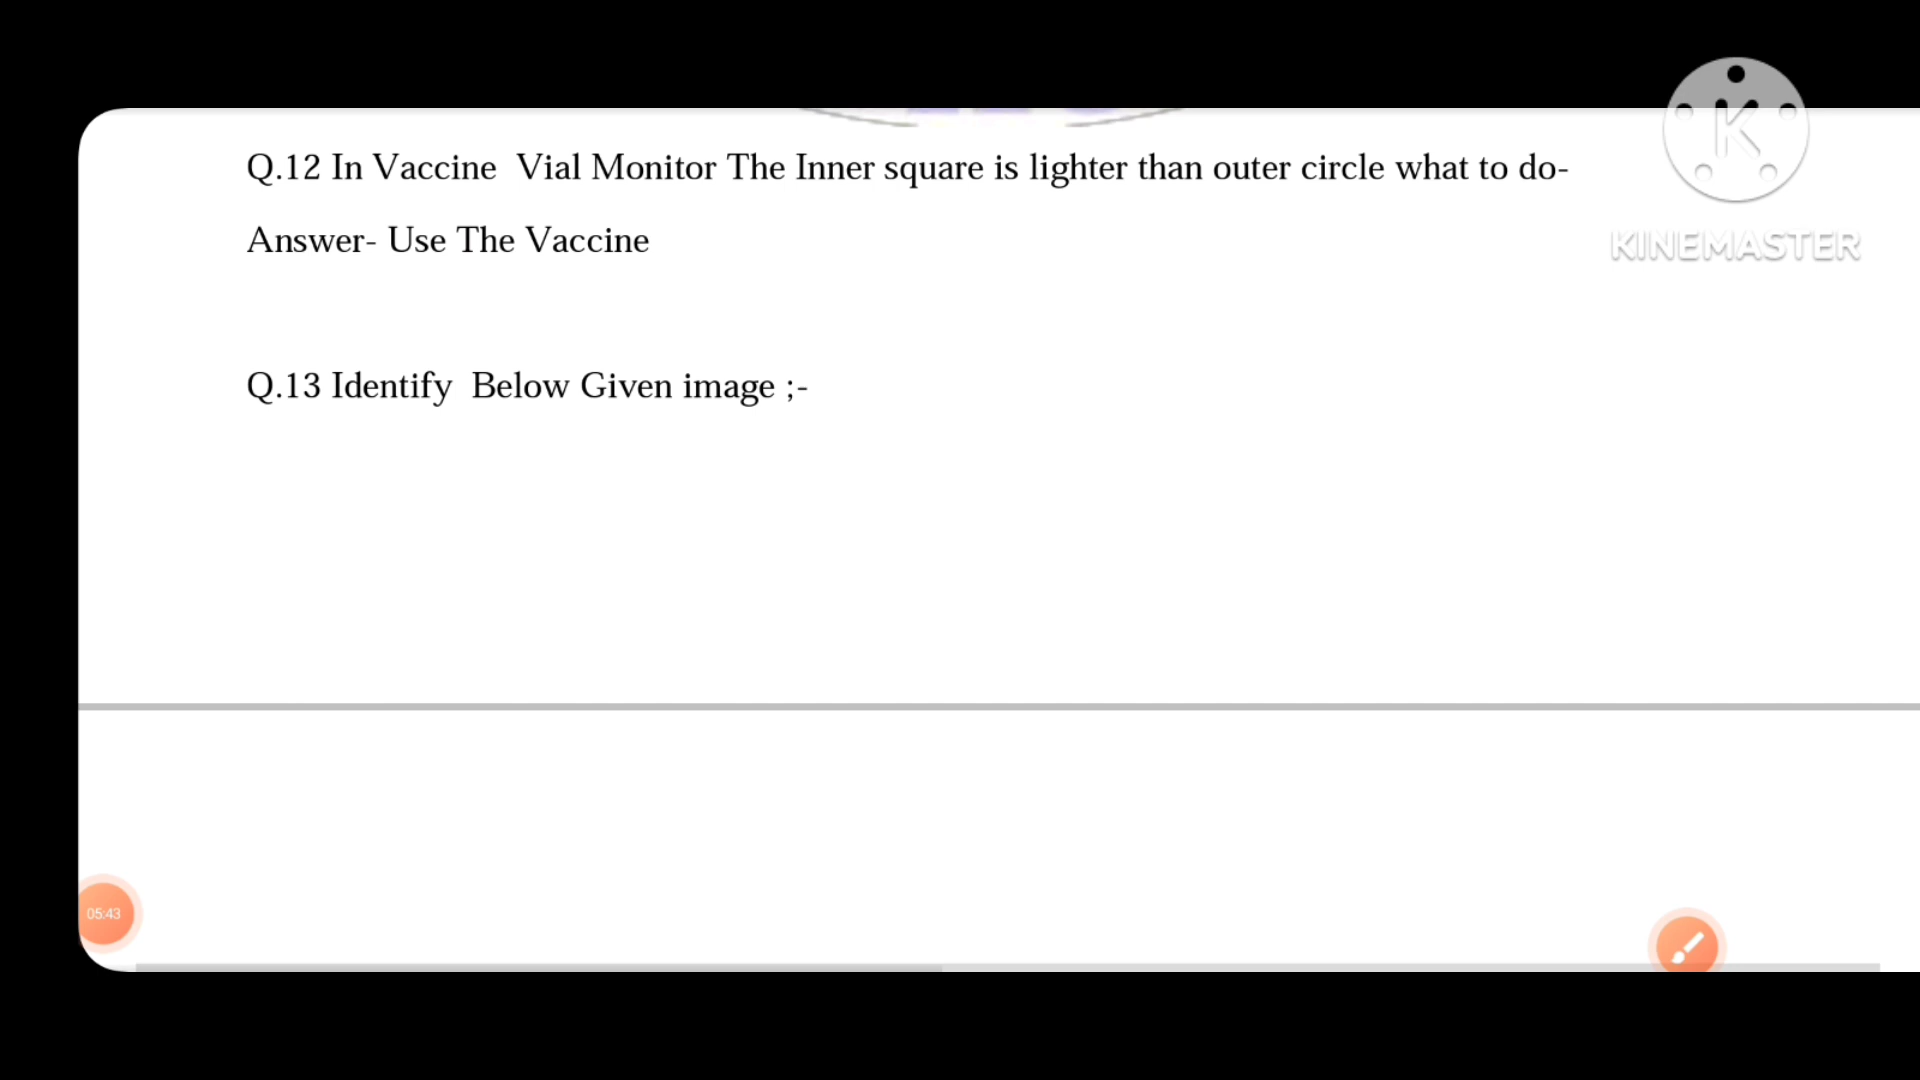 Q.12 In Vaccine Vial Monitor The Inner square is lighter than outer circle what to do-
K
KINEMASTER
Answer- Use The Vaccine
Q.13 Identify Below Given image ;-
05:43